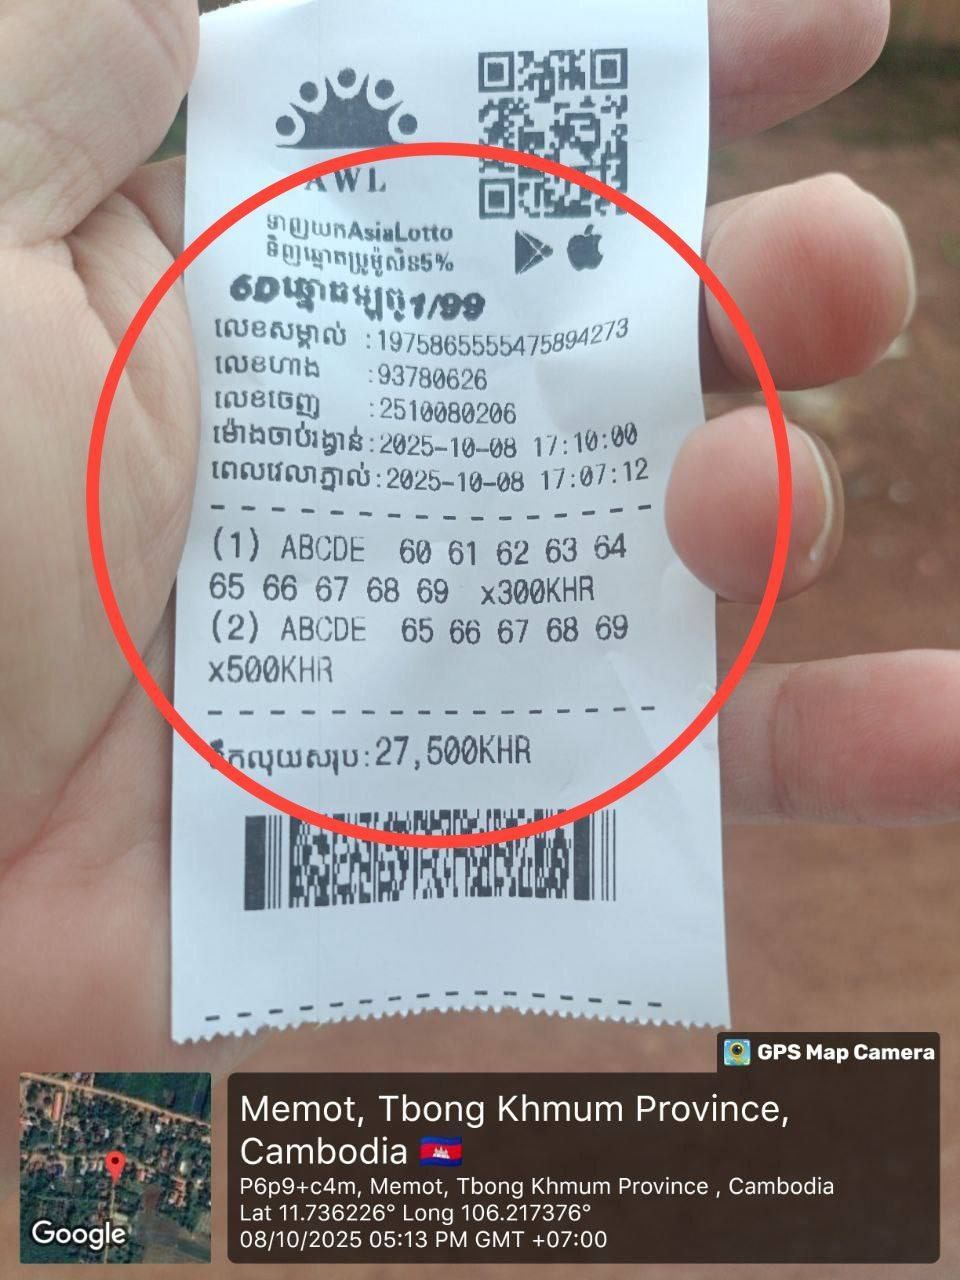 AWL
ទាញយកAsiaLotto
ទិញឆ្នោតប្រូម៉ូសិន5%
6Dឆ្នោតអូតូ1/99
លេខសម្គាល់ :1975865555475894273
លេខហាង :93780626
លេខចេញ :2510080206
ម៉ោងចាប់រង្វាន់:2025-10-08 17:10:00
ពេលវេលាភ្នាល់:2025-10-08 17:07:12
(1) ABCDE 60 61 62 63 64
65 66 67 68 69 x300KHR
(2) ABCDE 65 66 67 68 69
x500KHR
ទឹកលុយសរុប:27,500KHR
GPS Map Camera
Memot, Tbong Khmum Province,
Cambodia
P6p9+c4m, Memot, Tbong Khmum Province , Cambodia
Lat 11.736226° Long 106.217376°
08/10/2025 05:13 PM GMT +07:00
Google